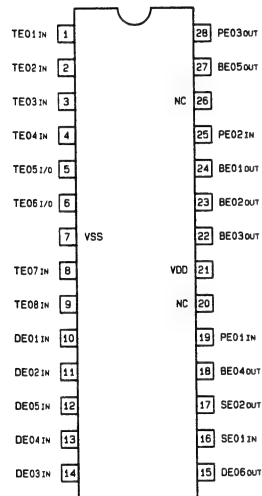 TE01IN 1 28 PE03OUT
TE02IN 2 27 BE05OUT
TE03IN 3 NC 26
TE04IN 4 25 PE02IN
TE05I/O 5 24 BE01OUT
TE06I/O 6 23 BE02OUT
7 VSS 22 BE03OUT
TE07IN 8 VDD 21
TE08IN 9 NC 20
DE01IN 10 19 PE01IN
DE02IN 11 18 BE04OUT
DE05IN 12 17 SE02OUT
DE04IN 13 16 SE01IN
DE03IN 14 15 DE06OUT